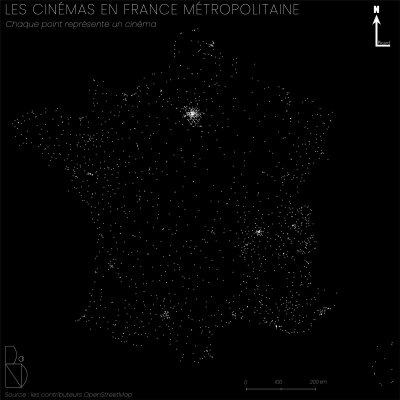 LES CINÉMAS EN FRANCE MÉTROPOLITAINE
Chaque point représente un cinéma
N
0 100 200 km
Source : les contributeurs OpenStreetMap